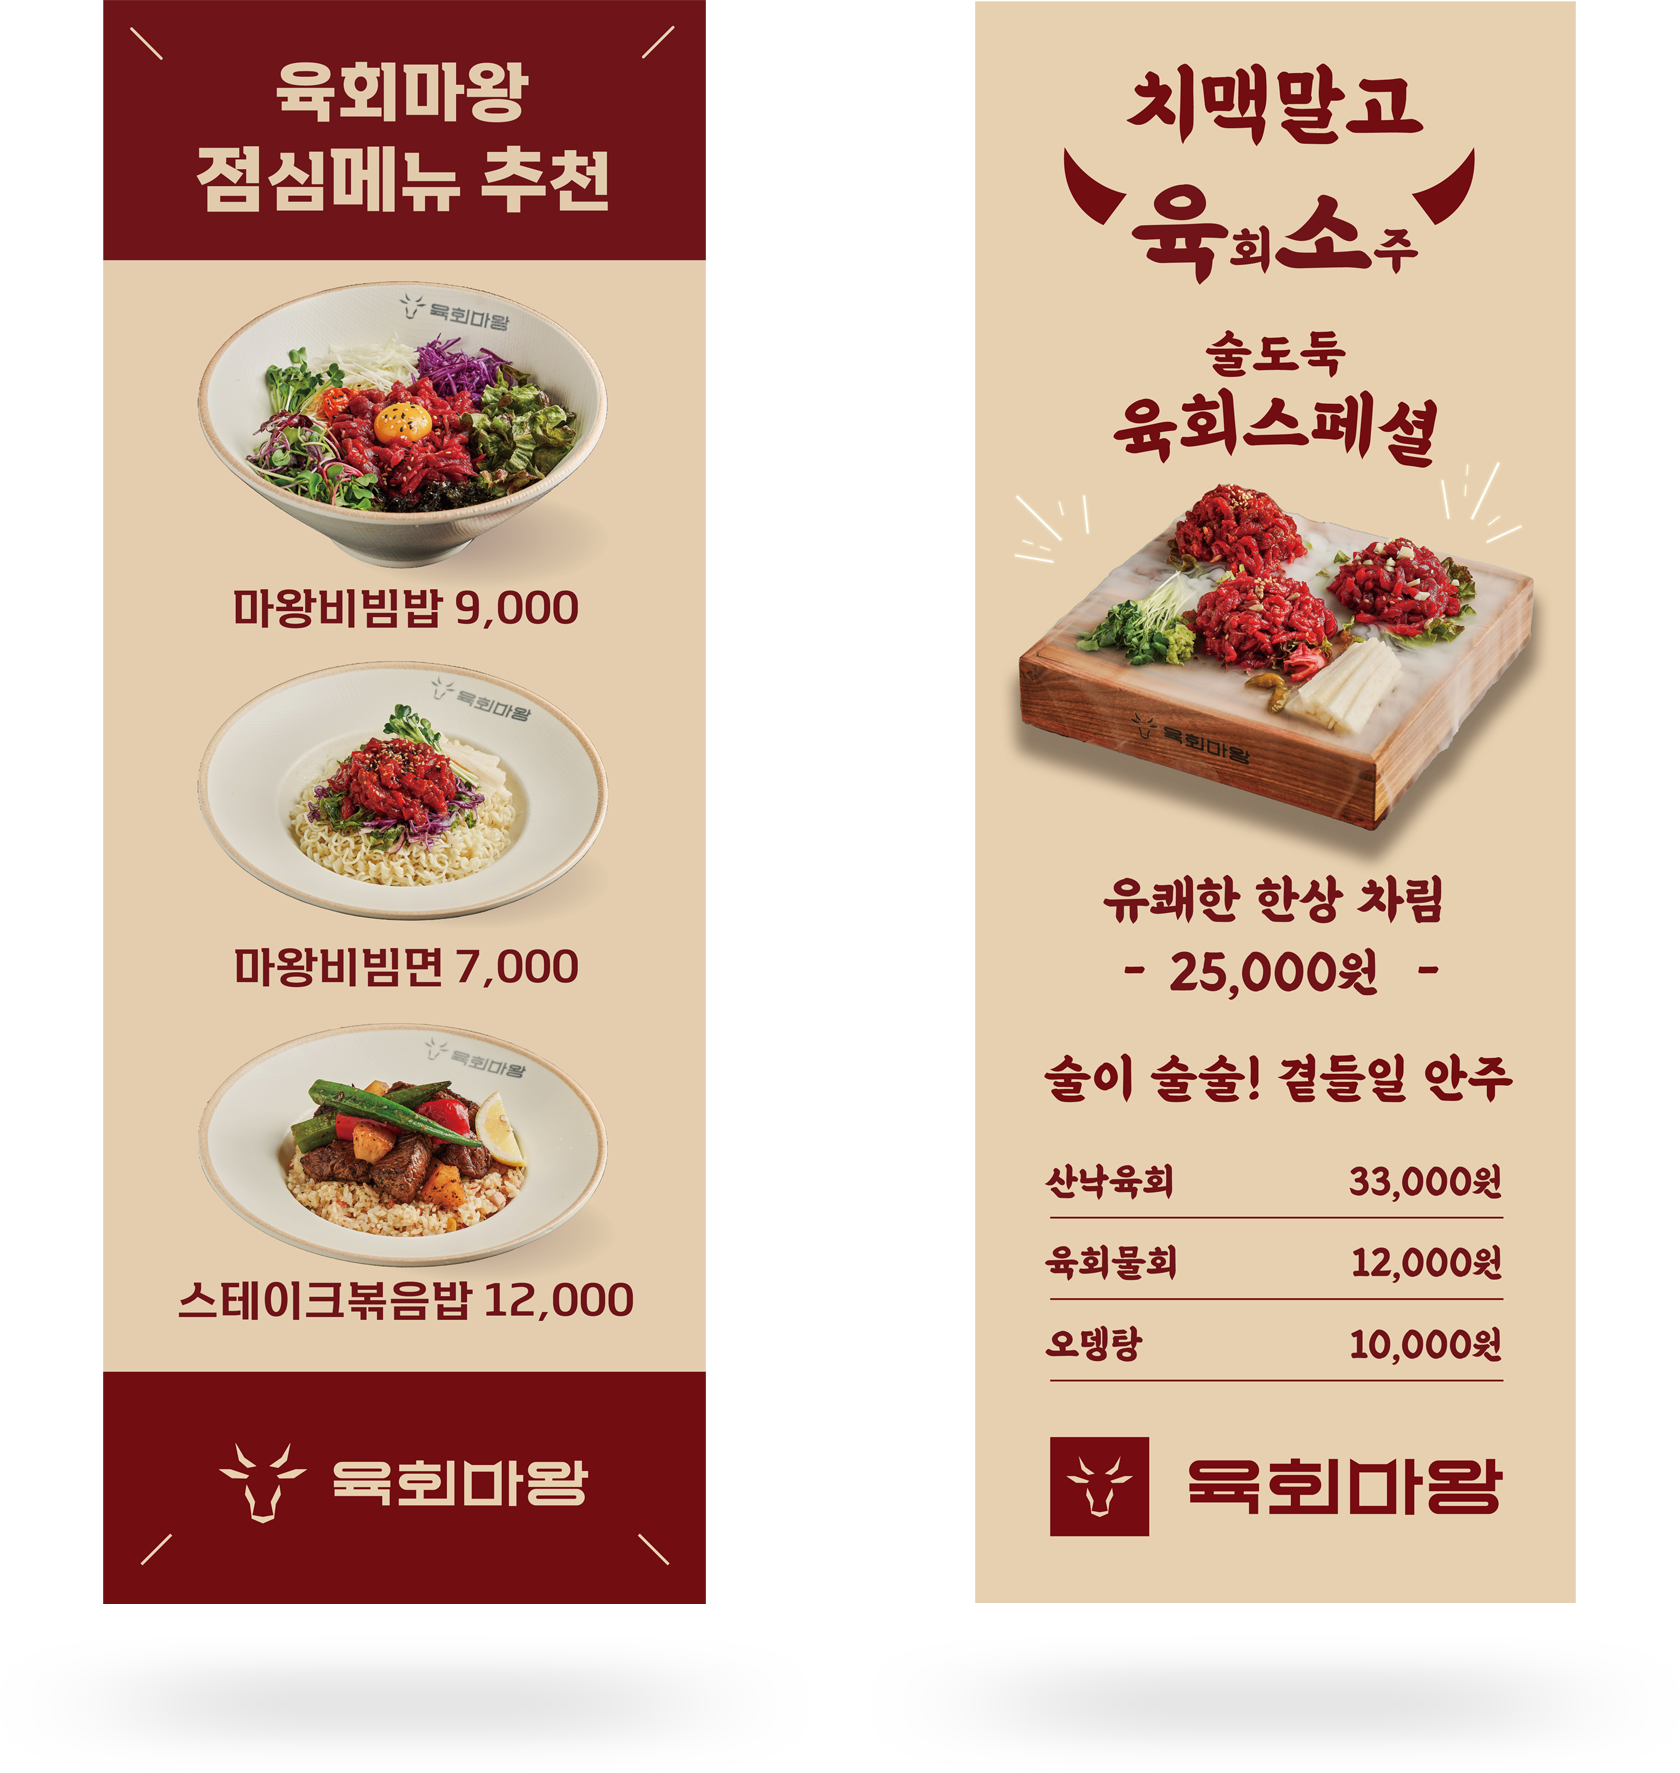 육회마왕
점심메뉴 추천
육회마왕
마왕비빔밥 9,000
육회마왕
마왕비빔면 7,000
육회마왕
스테이크볶음밥 12,000
육회마왕
치맥말고
육회소주
술도둑
육회스페셜
육회마왕
유쾌한 한상 차림
- 25,000원 -
술이 술술! 곁들일 안주
산낙육회 33,000원
육회물회 12,000원
오뎅탕 10,000원
육회마왕